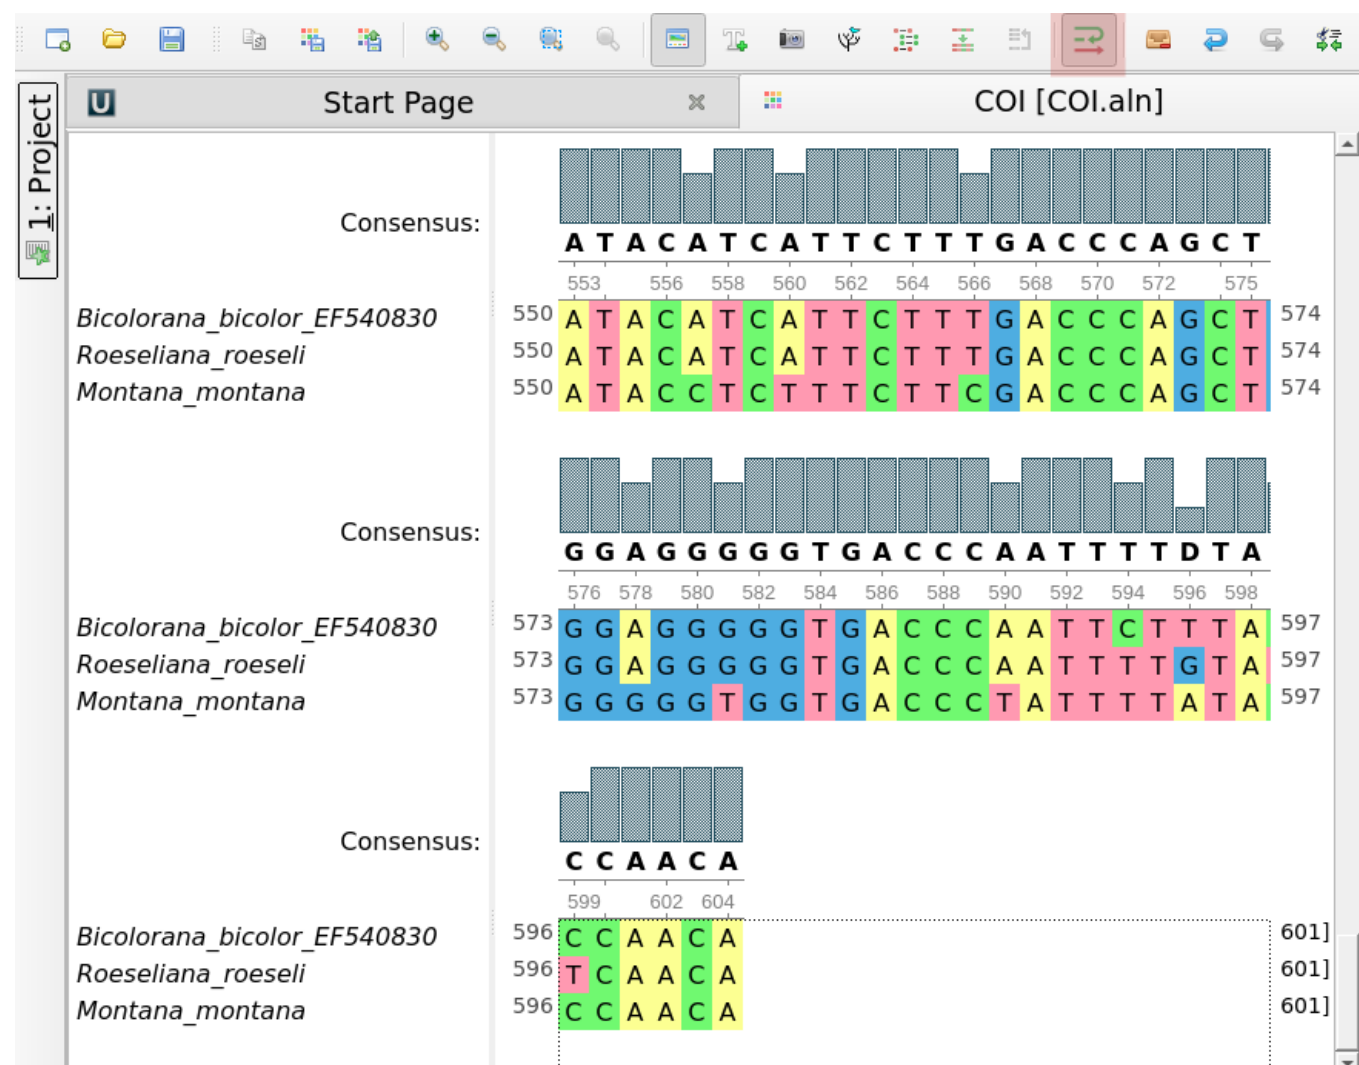 Start Page
COI [COI.aln]
1: Project
Consensus:
A T A C A T C A T T C T T T G A C C C A G C T
553 556 558 560 562 564 566 568 570 572 575
Bicolorana_bicolor_EF540830 550 A T A C A T C A T T C T T T G A C C C A G C T 574
Roeseliana_roeseli 550 A T A C A T C A T T C T T T G A C C C A G C T 574
Montana_montana 550 A T A C C T C T T T C T T C G A C C C A G C T 574
Consensus:
G G A G G G G G T G A C C C A A T T T T D T A
576 578 580 582 584 586 588 590 592 594 596 598
Bicolorana_bicolor_EF540830 573 G G A G G G G G T G A C C C A A T T C T T T A 597
Roeseliana_roeseli 573 G G A G G G G G T G A C C C A A T T T T G T A 597
Montana_montana 573 G G G G G T G G T G A C C C T A T T T T A T A 597
Consensus:
C C A A C A
599 602 604
Bicolorana_bicolor_EF540830 596 C C A A C A 601]
Roeseliana_roeseli 596 T C A A C A 601]
Montana_montana 596 C C A A C A 601]